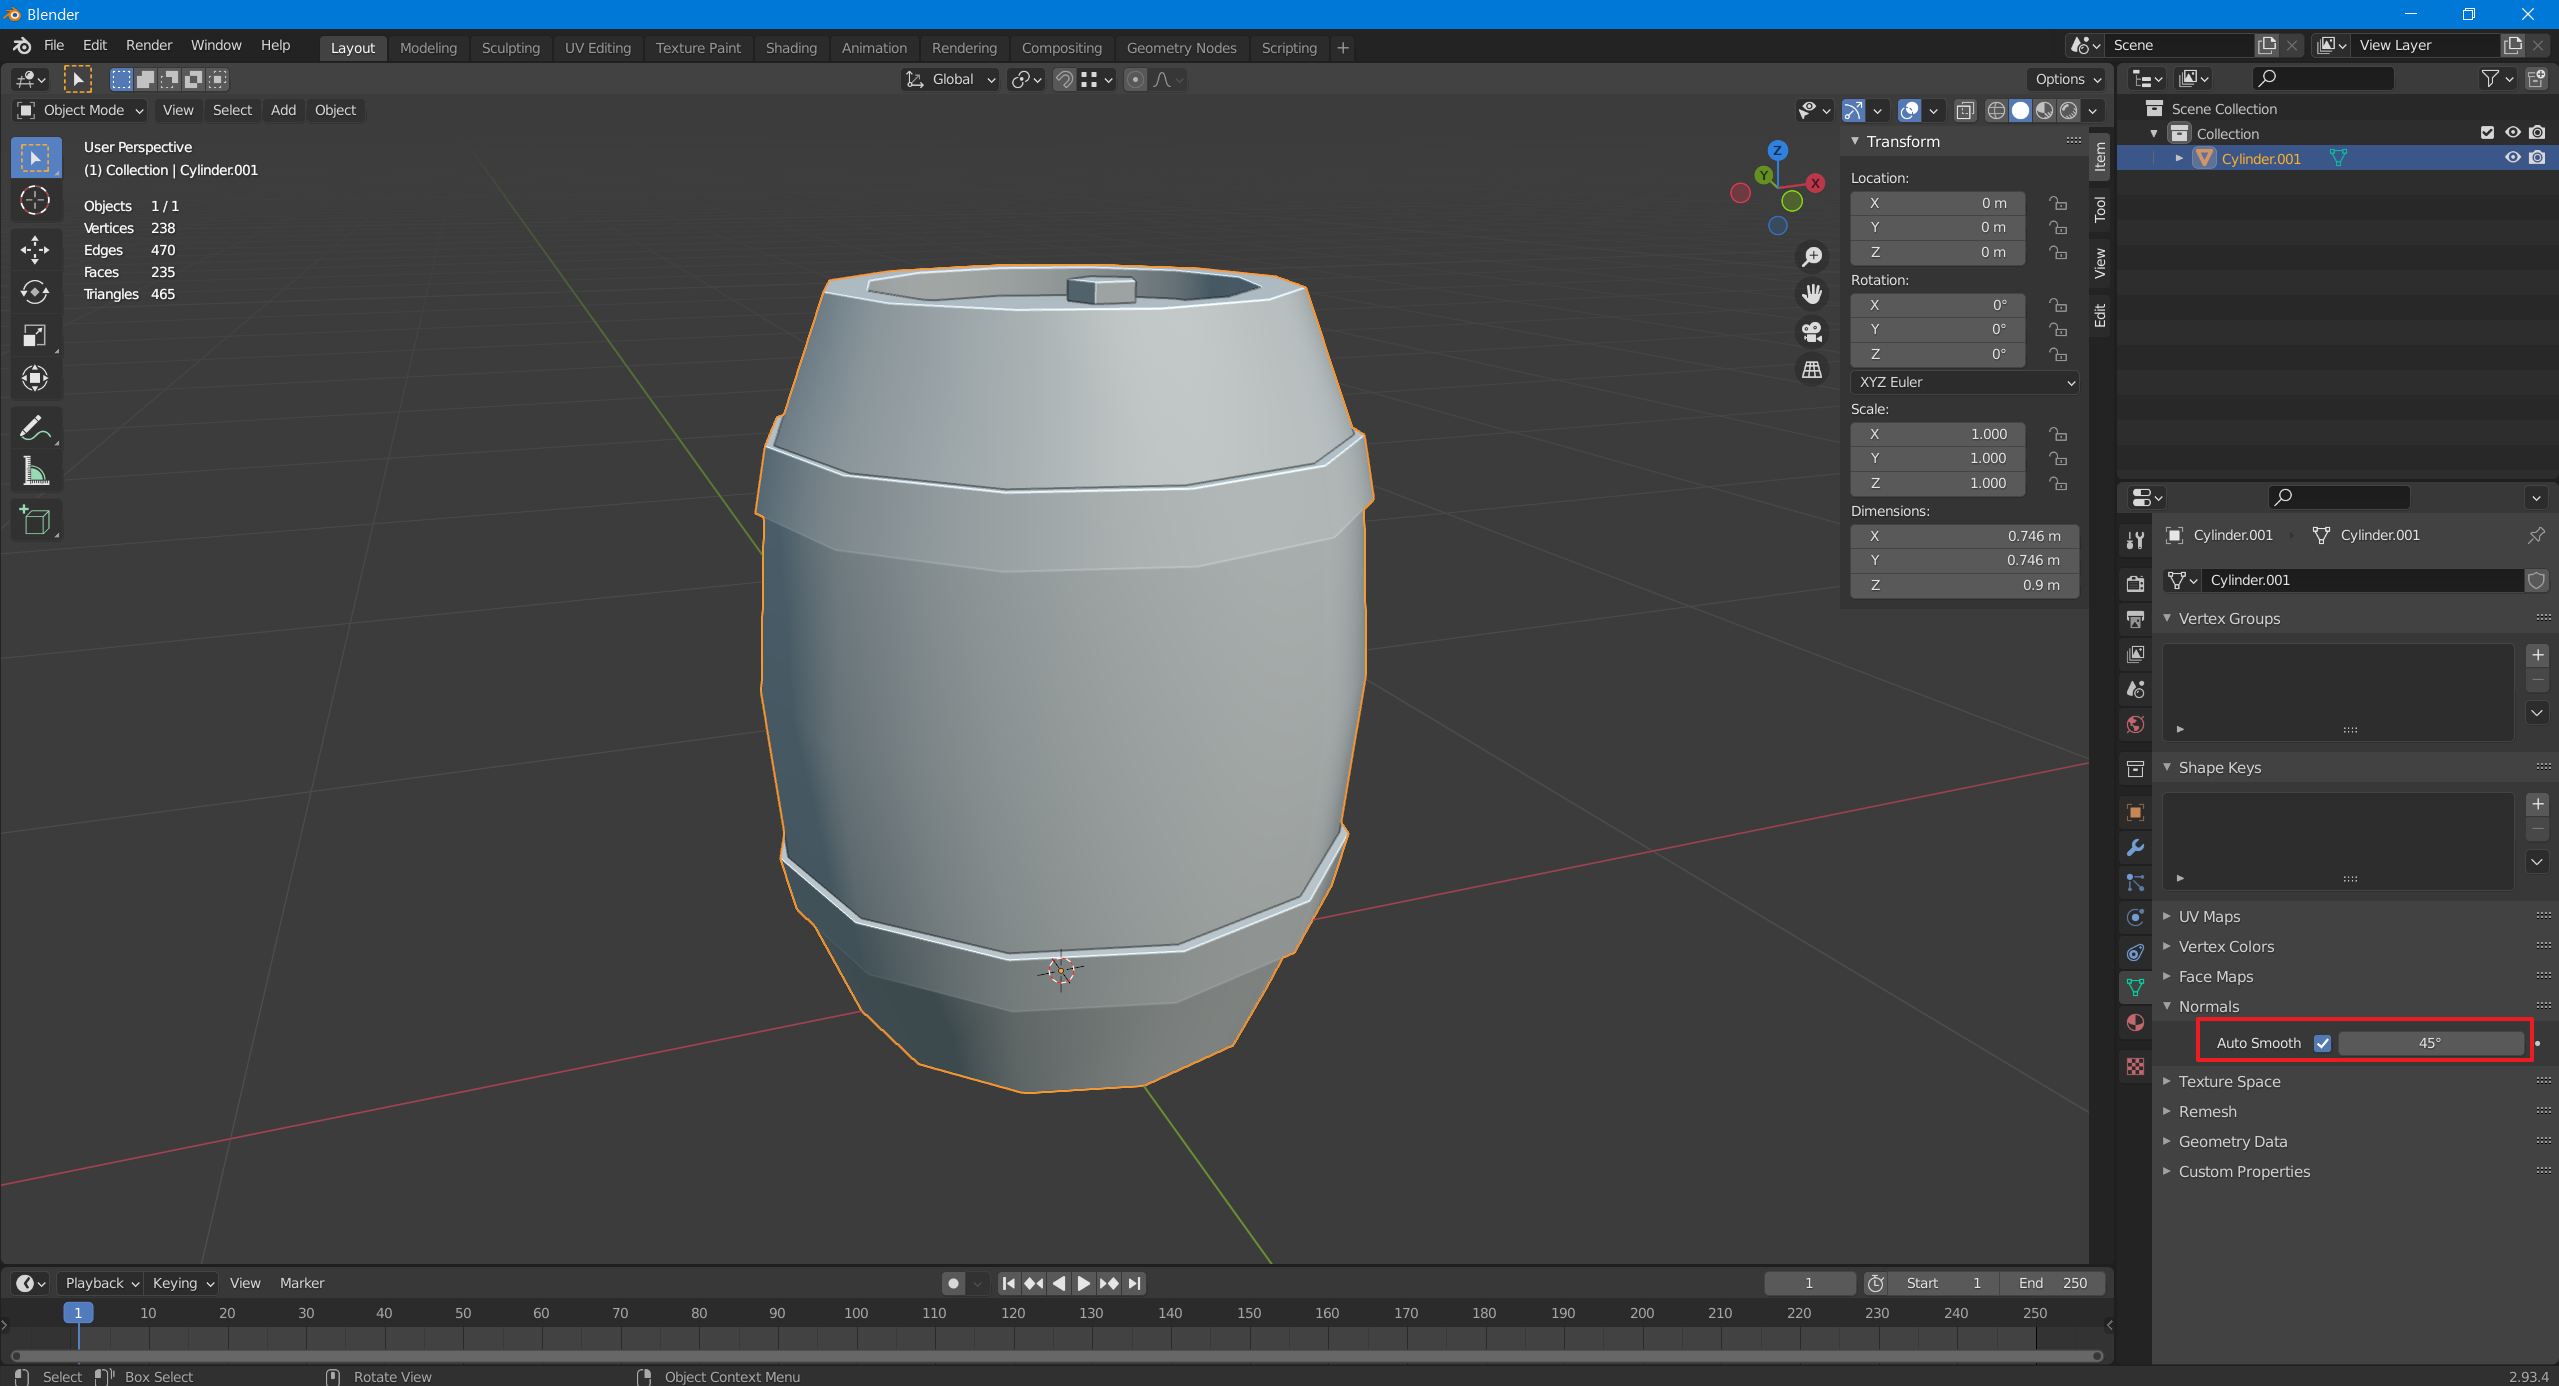 Blender
File Edit Render Window Help Layout Modeling Sculpting UV Editing Texture Paint Shading Animation Rendering Compositing Geometry Nodes Scripting + Scene View Layer
Global Options
Object Mode View Select Add Object
User Perspective
(1) Collection | Cylinder.001
Objects 1 / 1
Vertices 238
Edges 470
Faces 235
Triangles 465
Z
Y
X
Transform
Location:
X 0 m
Y 0 m
Z 0 m
Rotation:
X 0°
Y 0°
Z 0°
XYZ Euler
Scale:
X 1.000
Y 1.000
Z 1.000
Dimensions:
X 0.746 m
Y 0.746 m
Z 0.9 m
Item
Tool
View
Edit
Scene Collection
Collection
Cylinder.001
Cylinder.001 Cylinder.001
Cylinder.001
Vertex Groups
Shape Keys
UV Maps
Vertex Colors
Face Maps
Normals
Auto Smooth 45°
Texture Space
Remesh
Geometry Data
Custom Properties
Playback Keying View Marker 1 Start 1 End 250
1 10 20 30 40 50 60 70 80 90 100 110 120 130 140 150 160 170 180 190 200 210 220 230 240 250
Select Box Select Rotate View Object Context Menu 2.93.4